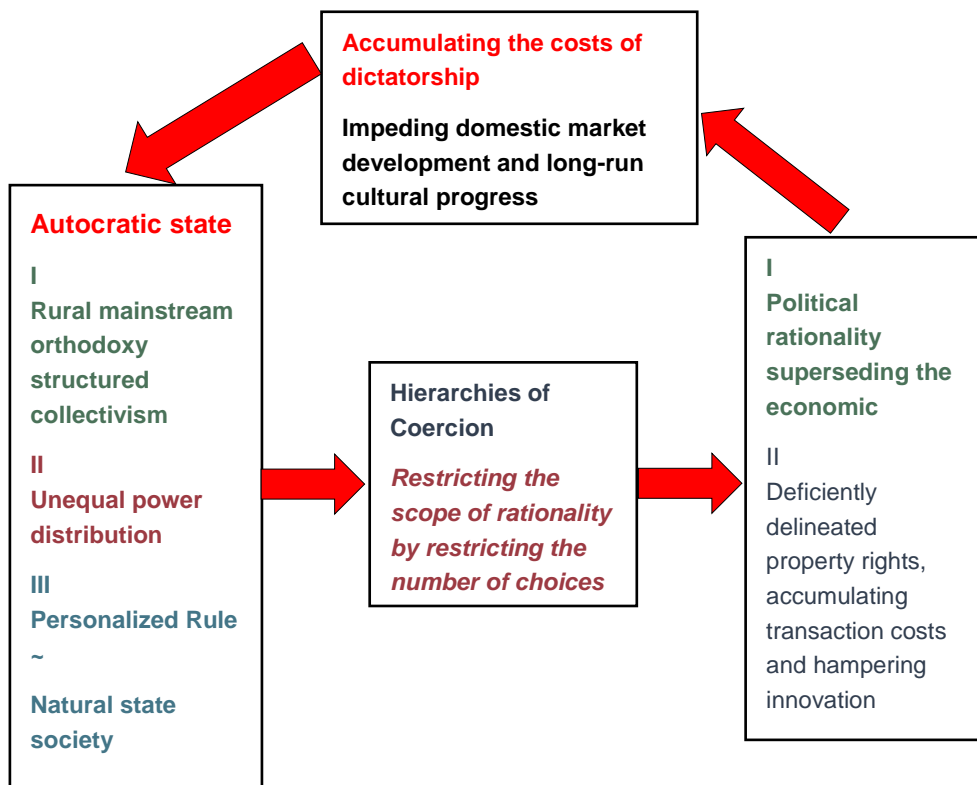 Accumulating the costs of
dictatorship
Impeding domestic market
development and long-run
cultural progress
Autocratic state
I
Rural mainstream
orthodoxy
structured
collectivism
II
Unequal power
distribution
III
Personalized Rule
~
Natural state
society
Hierarchies of
Coercion
Restricting the
scope of rationality
by restricting the
number of choices
I
Political
rationality
superseding the
economic
II
Deficiently
delineated
property rights,
accumulating
transaction costs
and hampering
innovation